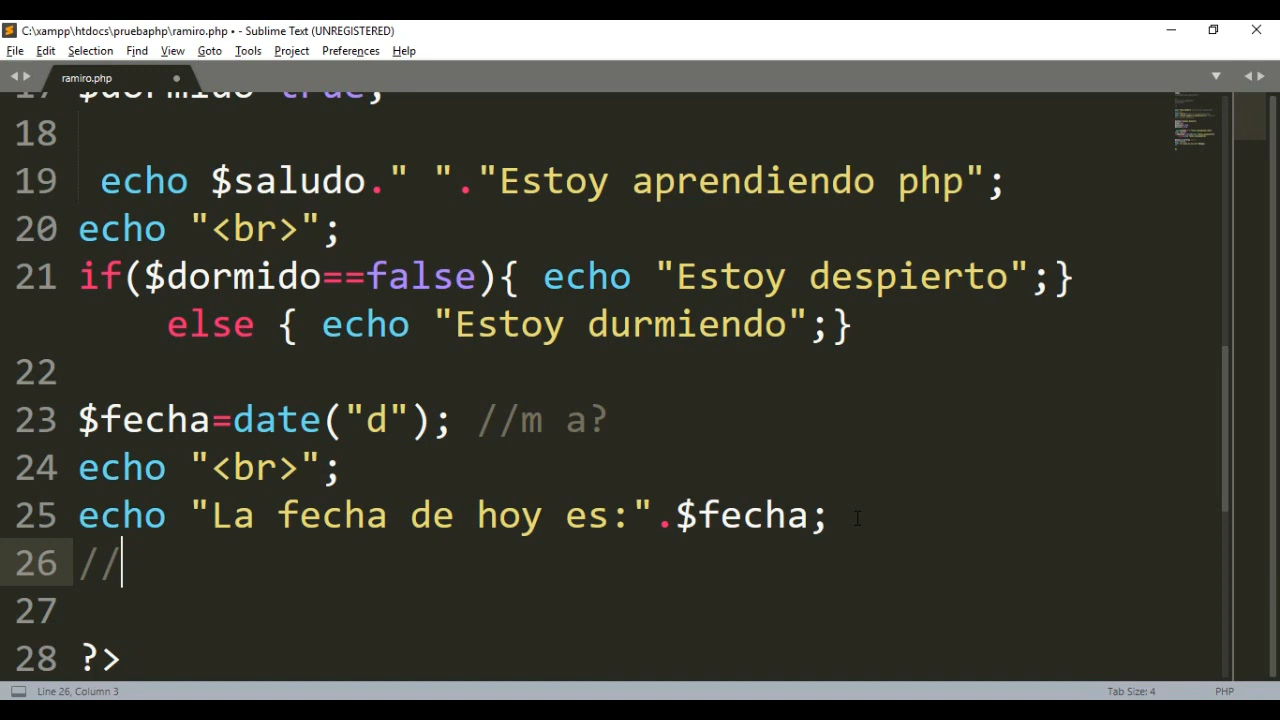 C:\xampp\htdocs\pruebaphp\ramiro.php • - Sublime Text (UNREGISTERED)
File Edit Selection Find View Goto Tools Project Preferences Help
ramiro.php
17 $dormido=true;
18
19 echo $saludo." "."Estoy aprendiendo php";
20 echo "<br>";
21 if($dormido==false){ echo "Estoy despierto";}
else { echo "Estoy durmiendo";}
22
23 $fecha=date("d"); //m a?
24 echo "<br>";
25 echo "La fecha de hoy es:".$fecha;
26 //
27
28 ?>
Line 26, Column 3 Tab Size: 4 PHP